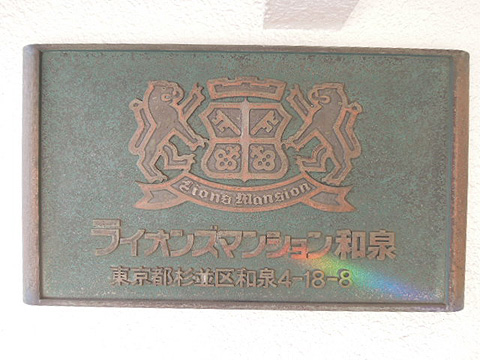 Lions Mansion
ライオンズマンション和泉
東京都杉並区和泉4-18-8